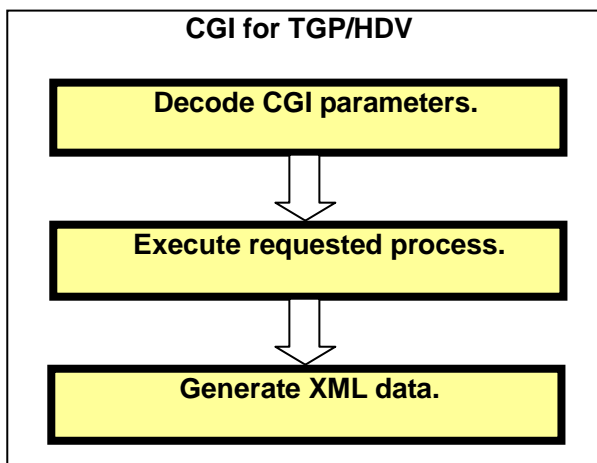 CGI for TGP/HDV
Decode CGI parameters.
Execute requested process.
Generate XML data.